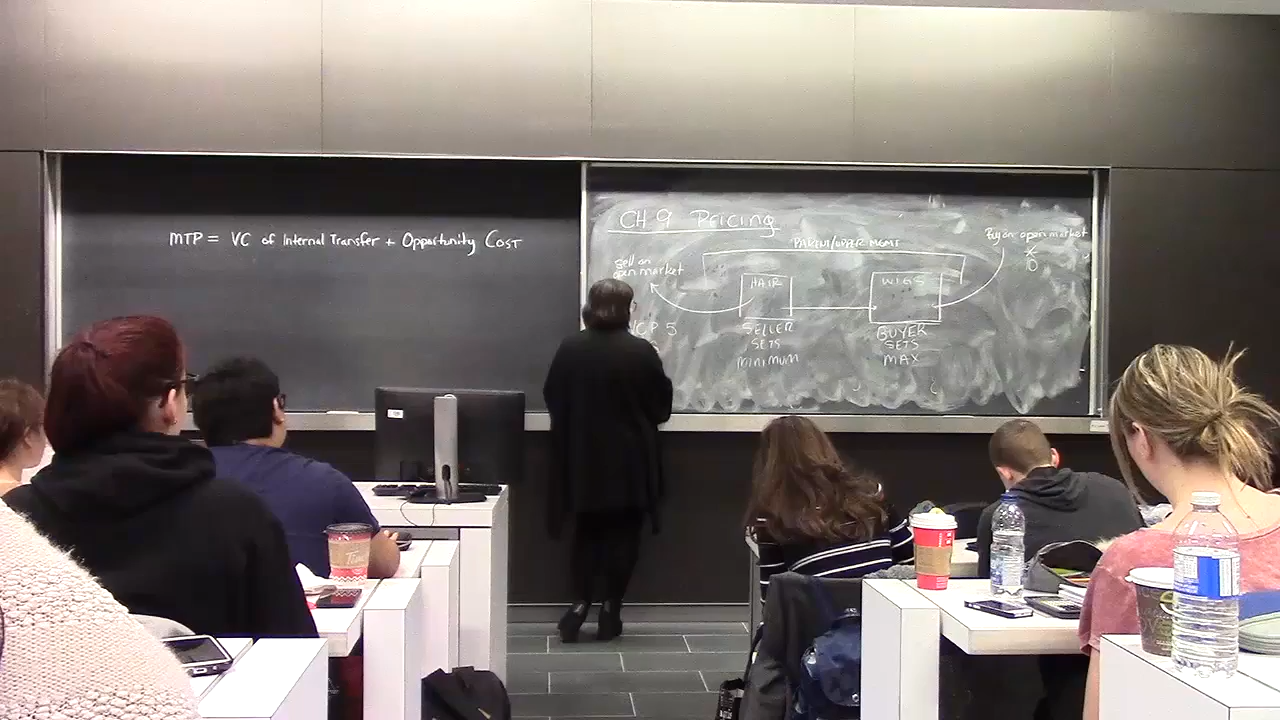 MTP = VC of Internal Transfer + Opportunity Cost
CH 9 Pricing
PARENT/UPPER MGMT
Sell on
open market
Buy on open market
HAIR
WIGS
SELLER
SETS
MINIMUM
BUYER
SETS
MAX